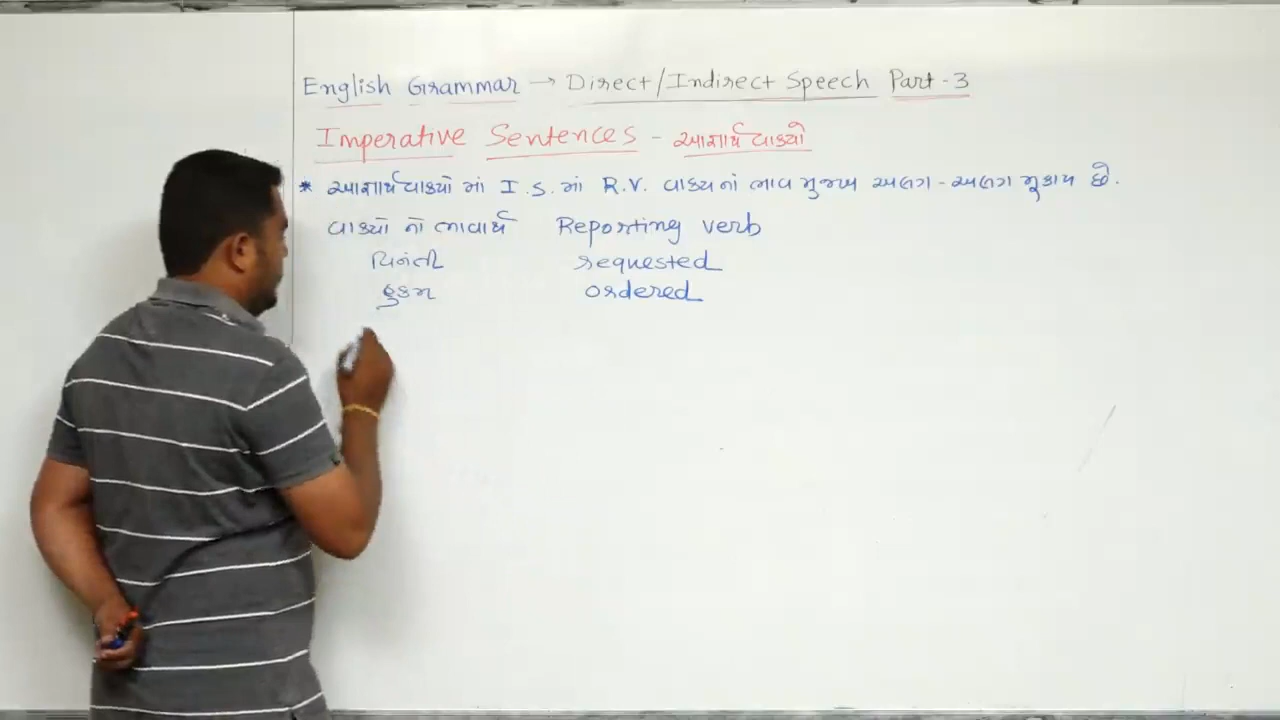 English Grammar → Direct/Indirect Speech Part-3
Imperative Sentences - આજ્ઞાર્થ વાક્યો
* આજ્ઞાર્થ વાક્યો માં I.S. માં R.V. વાક્ય નાં ભાવ મુજબ અલગ-અલગ મૂકાય છે.
વાક્યો નો ભાવાર્થ Reporting verb
વિનંતી requested
હુકમ ordered